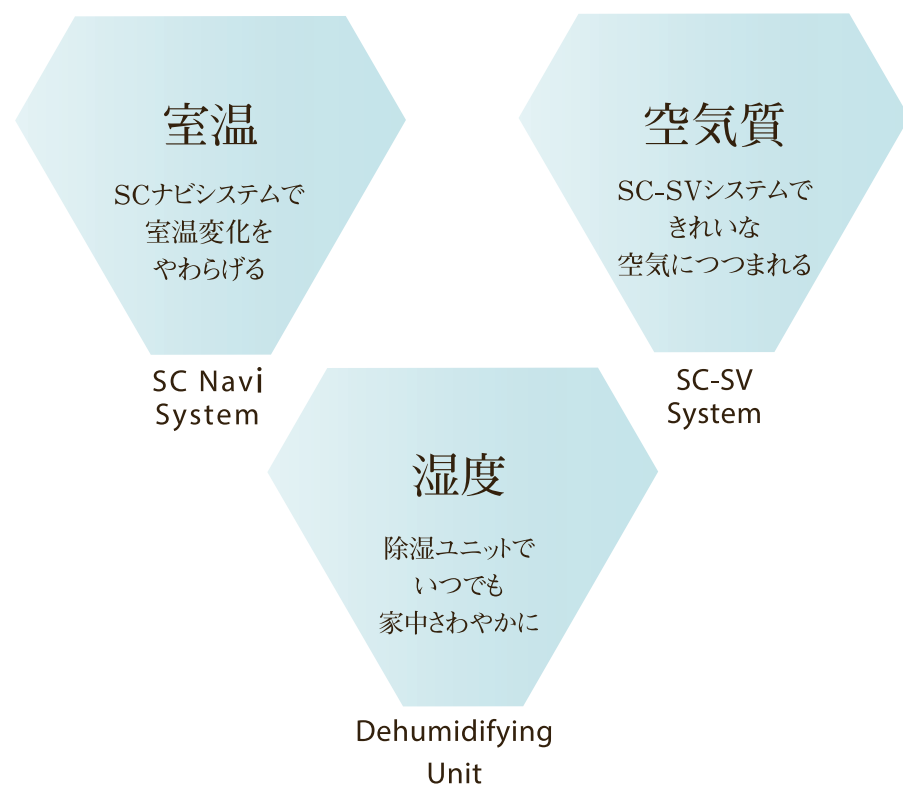 室温
SCナビシステムで
室温変化を
やわらげる
SC Navi
System
空気質
SC-SVシステムで
きれいな
空気につつまれる
SC-SV
System
湿度
除湿ユニットで
いつでも
家中さわやかに
Dehumidifying
Unit